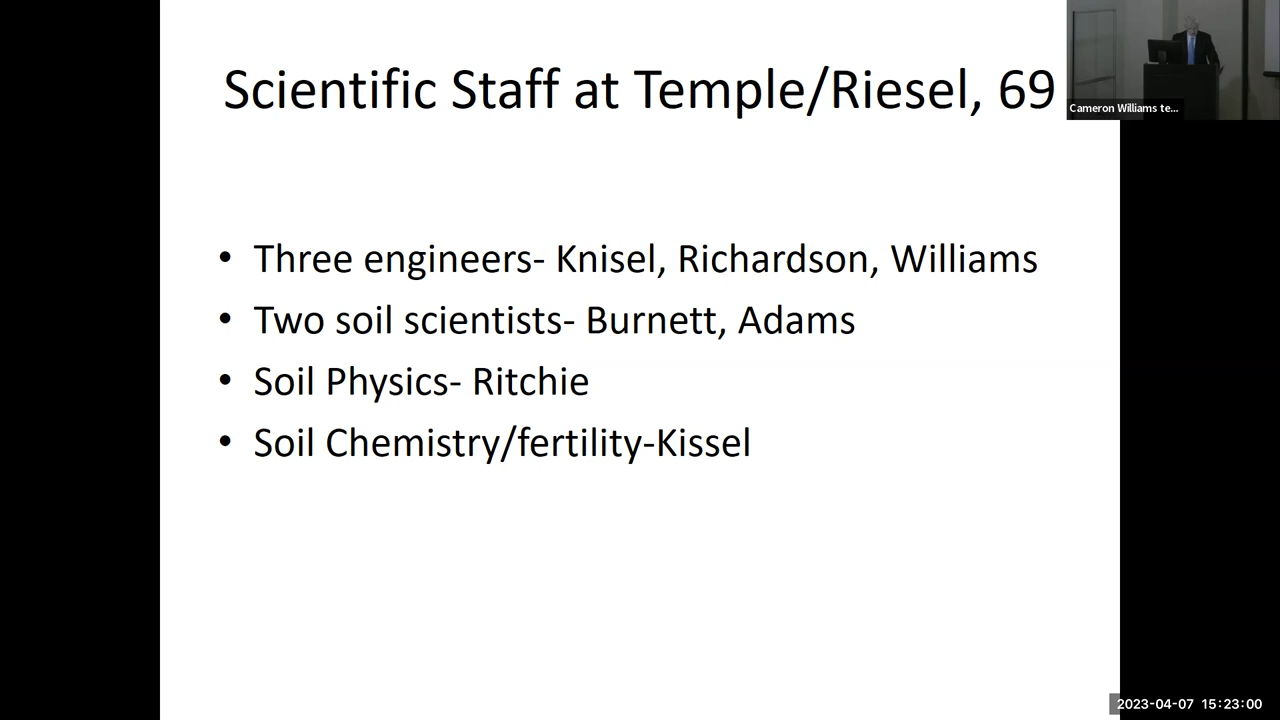 Scientific Staff at Temple/Riesel, 69
Cameron Williams te...
• Three engineers- Knisel, Richardson, Williams
• Two soil scientists- Burnett, Adams
• Soil Physics- Ritchie
• Soil Chemistry/fertility-Kissel
2023-04-07 15:23:00